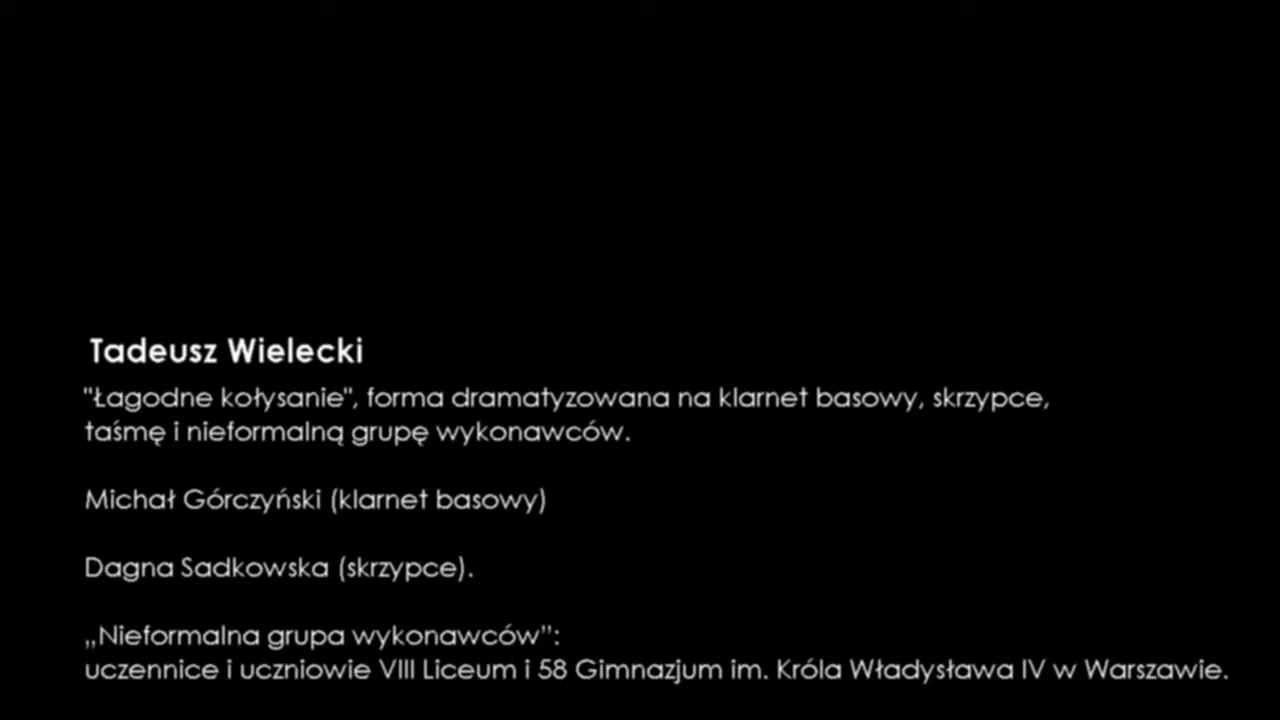 Tadeusz Wielecki
"Łagodne kołysanie", forma dramatyzowana na klarnet basowy, skrzypce,
taśmę i nieformalną grupę wykonawców.
Michał Górczyński (klarnet basowy)
Dagna Sadkowska (skrzypce).
„Nieformalna grupa wykonawców”:
uczennice i uczniowie VIII Liceum i 58 Gimnazjum im. Króla Władysława IV w Warszawie.